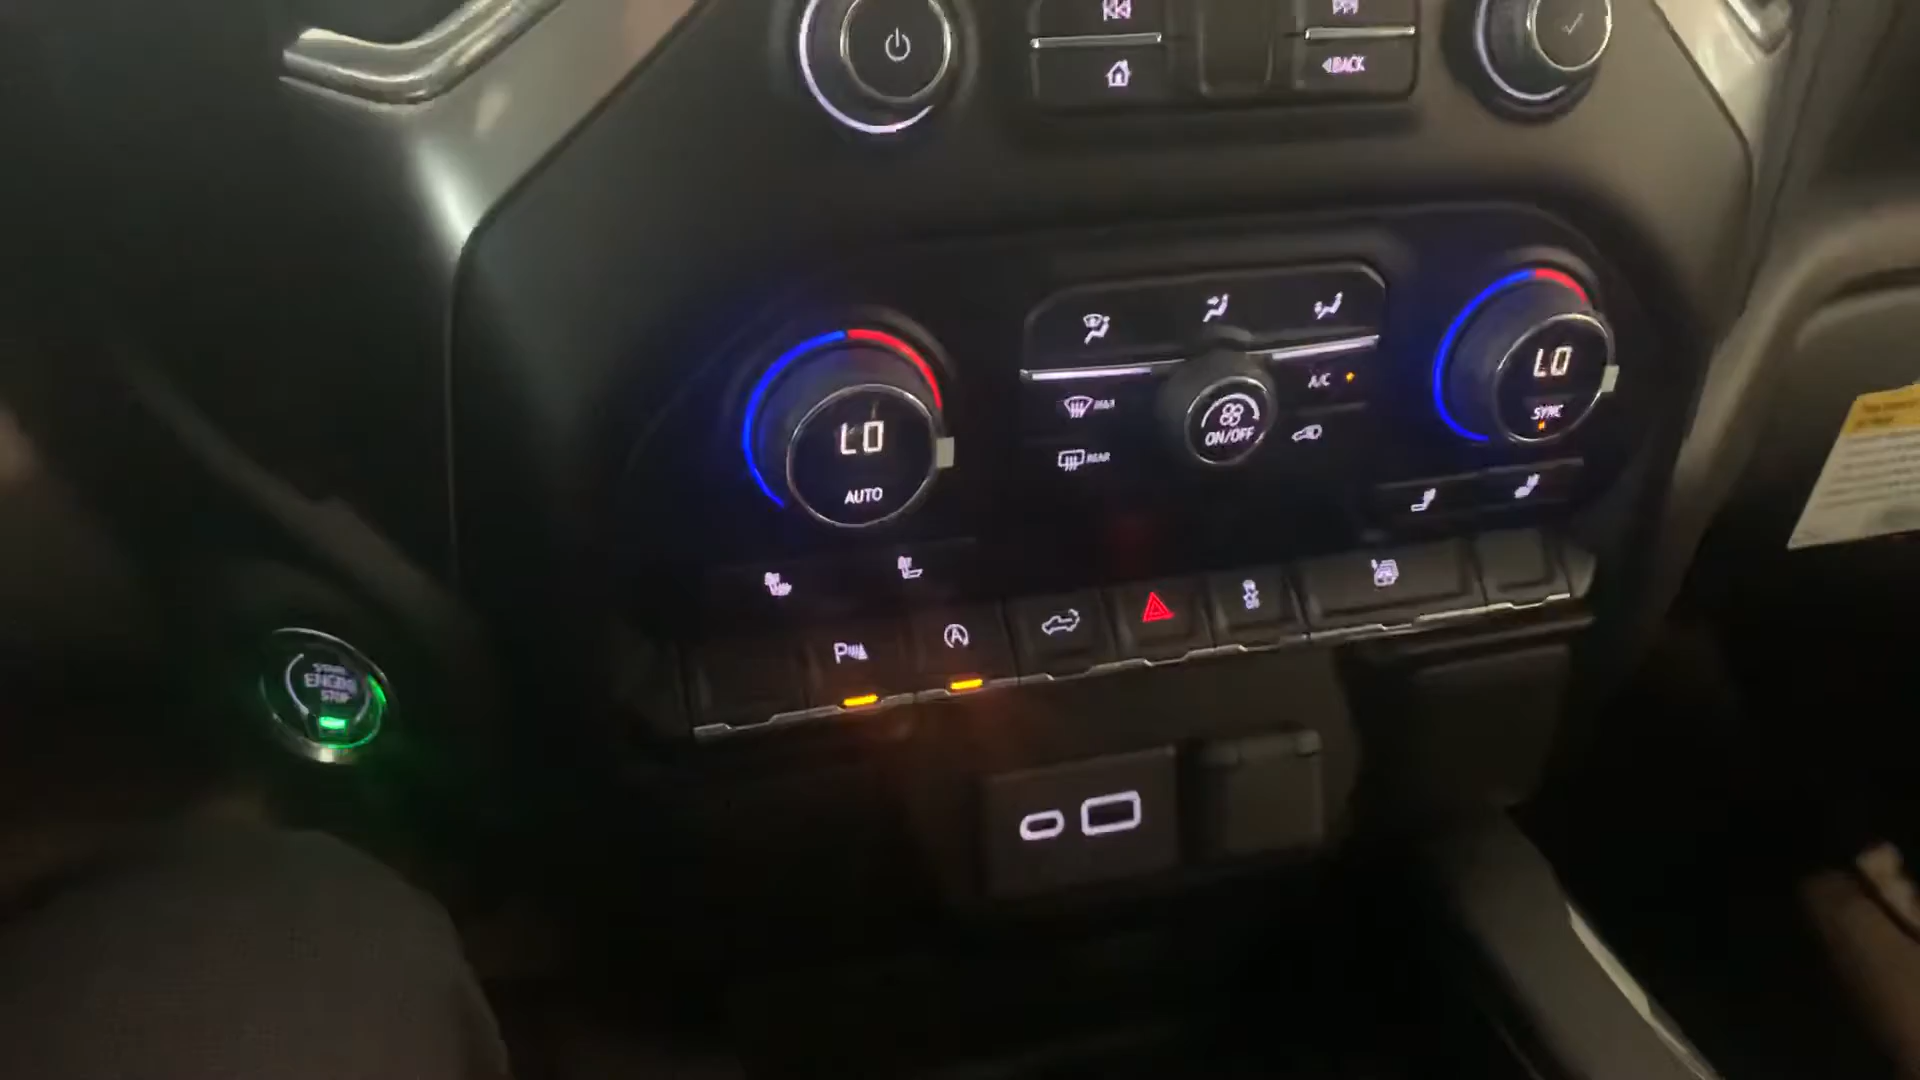 BACK
A/C
LO
SYNC
MAX
ON/OFF
REAR
LO
AUTO
P
A
START
ENGINE
STOP